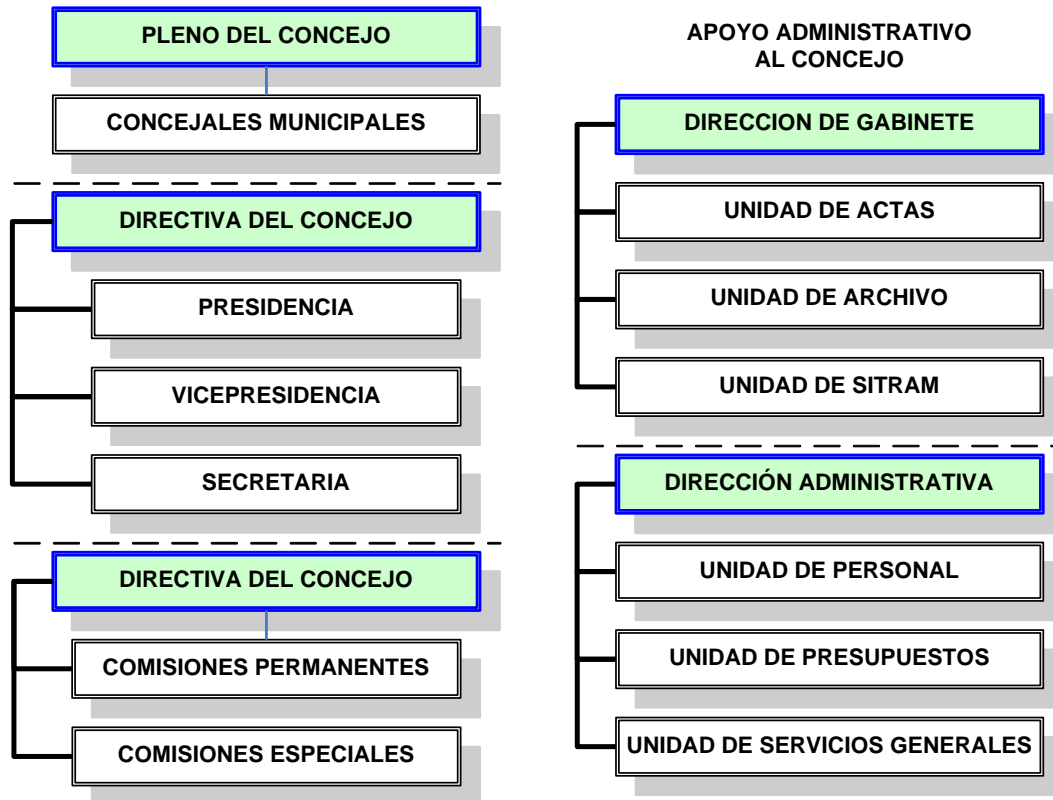 PLENO DEL CONCEJO
CONCEJALES MUNICIPALES
DIRECTIVA DEL CONCEJO
PRESIDENCIA
VICEPRESIDENCIA
SECRETARIA
DIRECTIVA DEL CONCEJO
COMISIONES PERMANENTES
COMISIONES ESPECIALES
APOYO ADMINISTRATIVO
AL CONCEJO
DIRECCION DE GABINETE
UNIDAD DE ACTAS
UNIDAD DE ARCHIVO
UNIDAD DE SITRAM
DIRECCIÓN ADMINISTRATIVA
UNIDAD DE PERSONAL
UNIDAD DE PRESUPUESTOS
UNIDAD DE SERVICIOS GENERALES